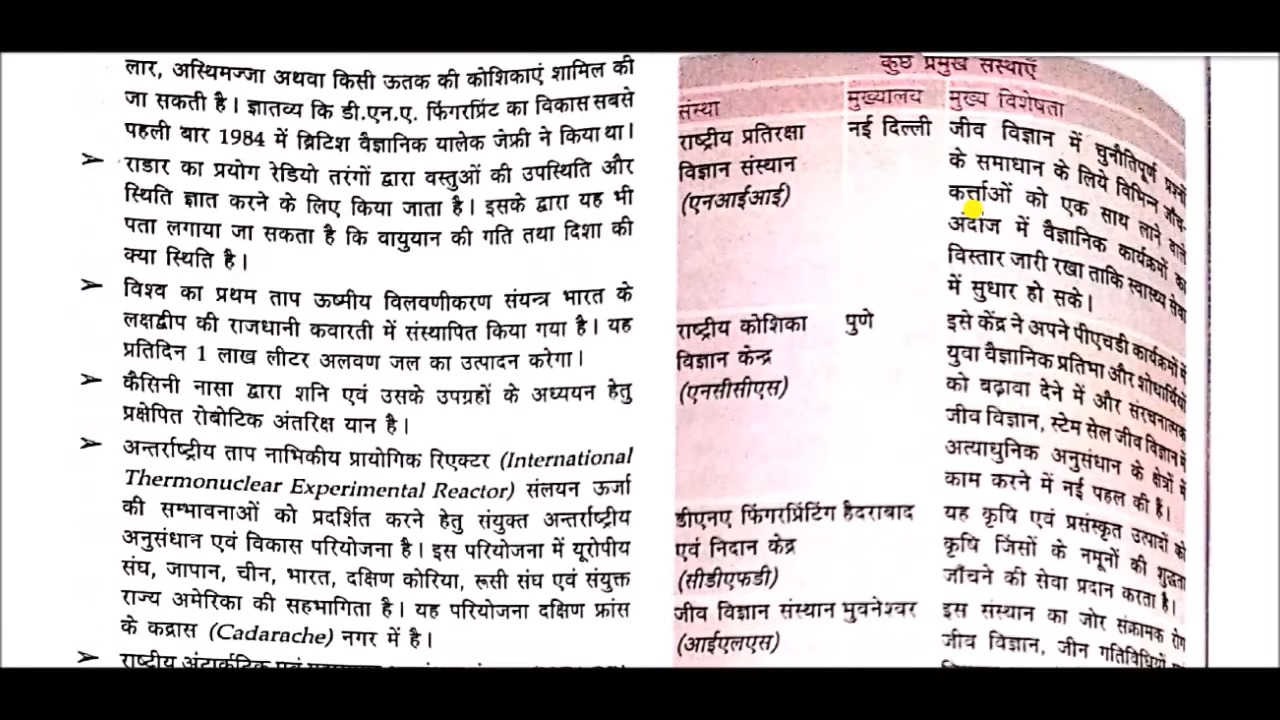 लार, अस्थिमज्जा अथवा किसी ऊतक की कोशिकाएं शामिल की
जा सकती है। ज्ञातव्य कि डी.एन.ए. फिंगरप्रिंट का विकास सबसे
पहली बार 1984 में ब्रिटिश वैज्ञानिक यालेक जेफ्री ने किया था।
➢ राडार का प्रयोग रेडियो तरंगों द्वारा वस्तुओं की उपस्थिति और
स्थिति ज्ञात करने के लिए किया जाता है। इसके द्वारा यह भी
पता लगाया जा सकता है कि वायुयान की गति तथा दिशा की
क्या स्थिति है।
➢ विश्व का प्रथम ताप ऊष्मीय विलवणीकरण संयन्त्र भारत के
लक्षद्वीप की राजधानी कवारती में संस्थापित किया गया है। यह
प्रतिदिन 1 लाख लीटर अलवण जल का उत्पादन करेगा।
➢ कैसिनी नासा द्वारा शनि एवं उसके उपग्रहों के अध्ययन हेतु
प्रक्षेपित रोबोटिक अंतरिक्ष यान है।
➢ अन्तर्राष्ट्रीय ताप नाभिकीय प्रायोगिक रिएक्टर (International
Thermonuclear Experimental Reactor) संलयन ऊर्जा
की सम्भावनाओं को प्रदर्शित करने हेतु संयुक्त अन्तर्राष्ट्रीय
अनुसंधान एवं विकास परियोजना है। इस परियोजना में यूरोपीय
संघ, जापान, चीन, भारत, दक्षिण कोरिया, रूसी संघ एवं संयुक्त
राज्य अमेरिका की सहभागिता है। यह परियोजना दक्षिण फ्रांस
के कद्रास (Cadarache) नगर में है।
➢ राष्ट्रीय अंटार्कटिक एवं
कुछ प्रमुख संस्थाएँ
संस्था मुख्यालय मुख्य विशेषता
राष्ट्रीय प्रतिरक्षा नई दिल्ली जीव विज्ञान में चुनौतिपूर्ण प्रश्नों
विज्ञान संस्थान के समाधान के लिये विभिन्न जाँच-
(एनआईआई) कर्त्ताओं को एक साथ लाने वाले
अंदाज में वैज्ञानिक कार्यक्रमों का
विस्तार जारी रखा ताकि स्वास्थ्य सेवा
में सुधार हो सके।
राष्ट्रीय कोशिका पुणे इसे केंद्र ने अपने पीएचडी कार्यक्रमों में
विज्ञान केन्द्र युवा वैज्ञानिक प्रतिभा और शोधार्थियों
(एनसीसीएस) को बढ़ावा देने में और संरचनात्मक
जीव विज्ञान, स्टेम सेल जीव विज्ञान में
अत्याधुनिक अनुसंधान के क्षेत्रों में
काम करने में नई पहल की हैं।
डीएनए फिंगरप्रिंटिंग हैदराबाद यह कृषि एवं प्रसंस्कृत उत्पादों को
एवं निदान केंद्र कृषि जिंसों के नमूनों की शुद्धता
(सीडीएफडी) जाँचने की सेवा प्रदान करता है।
जीव विज्ञान संस्थान भुवनेश्वर इस संस्थान का जोर संक्रामक रोग
(आईएलएस) जीव विज्ञान, जीन गतिविधियों